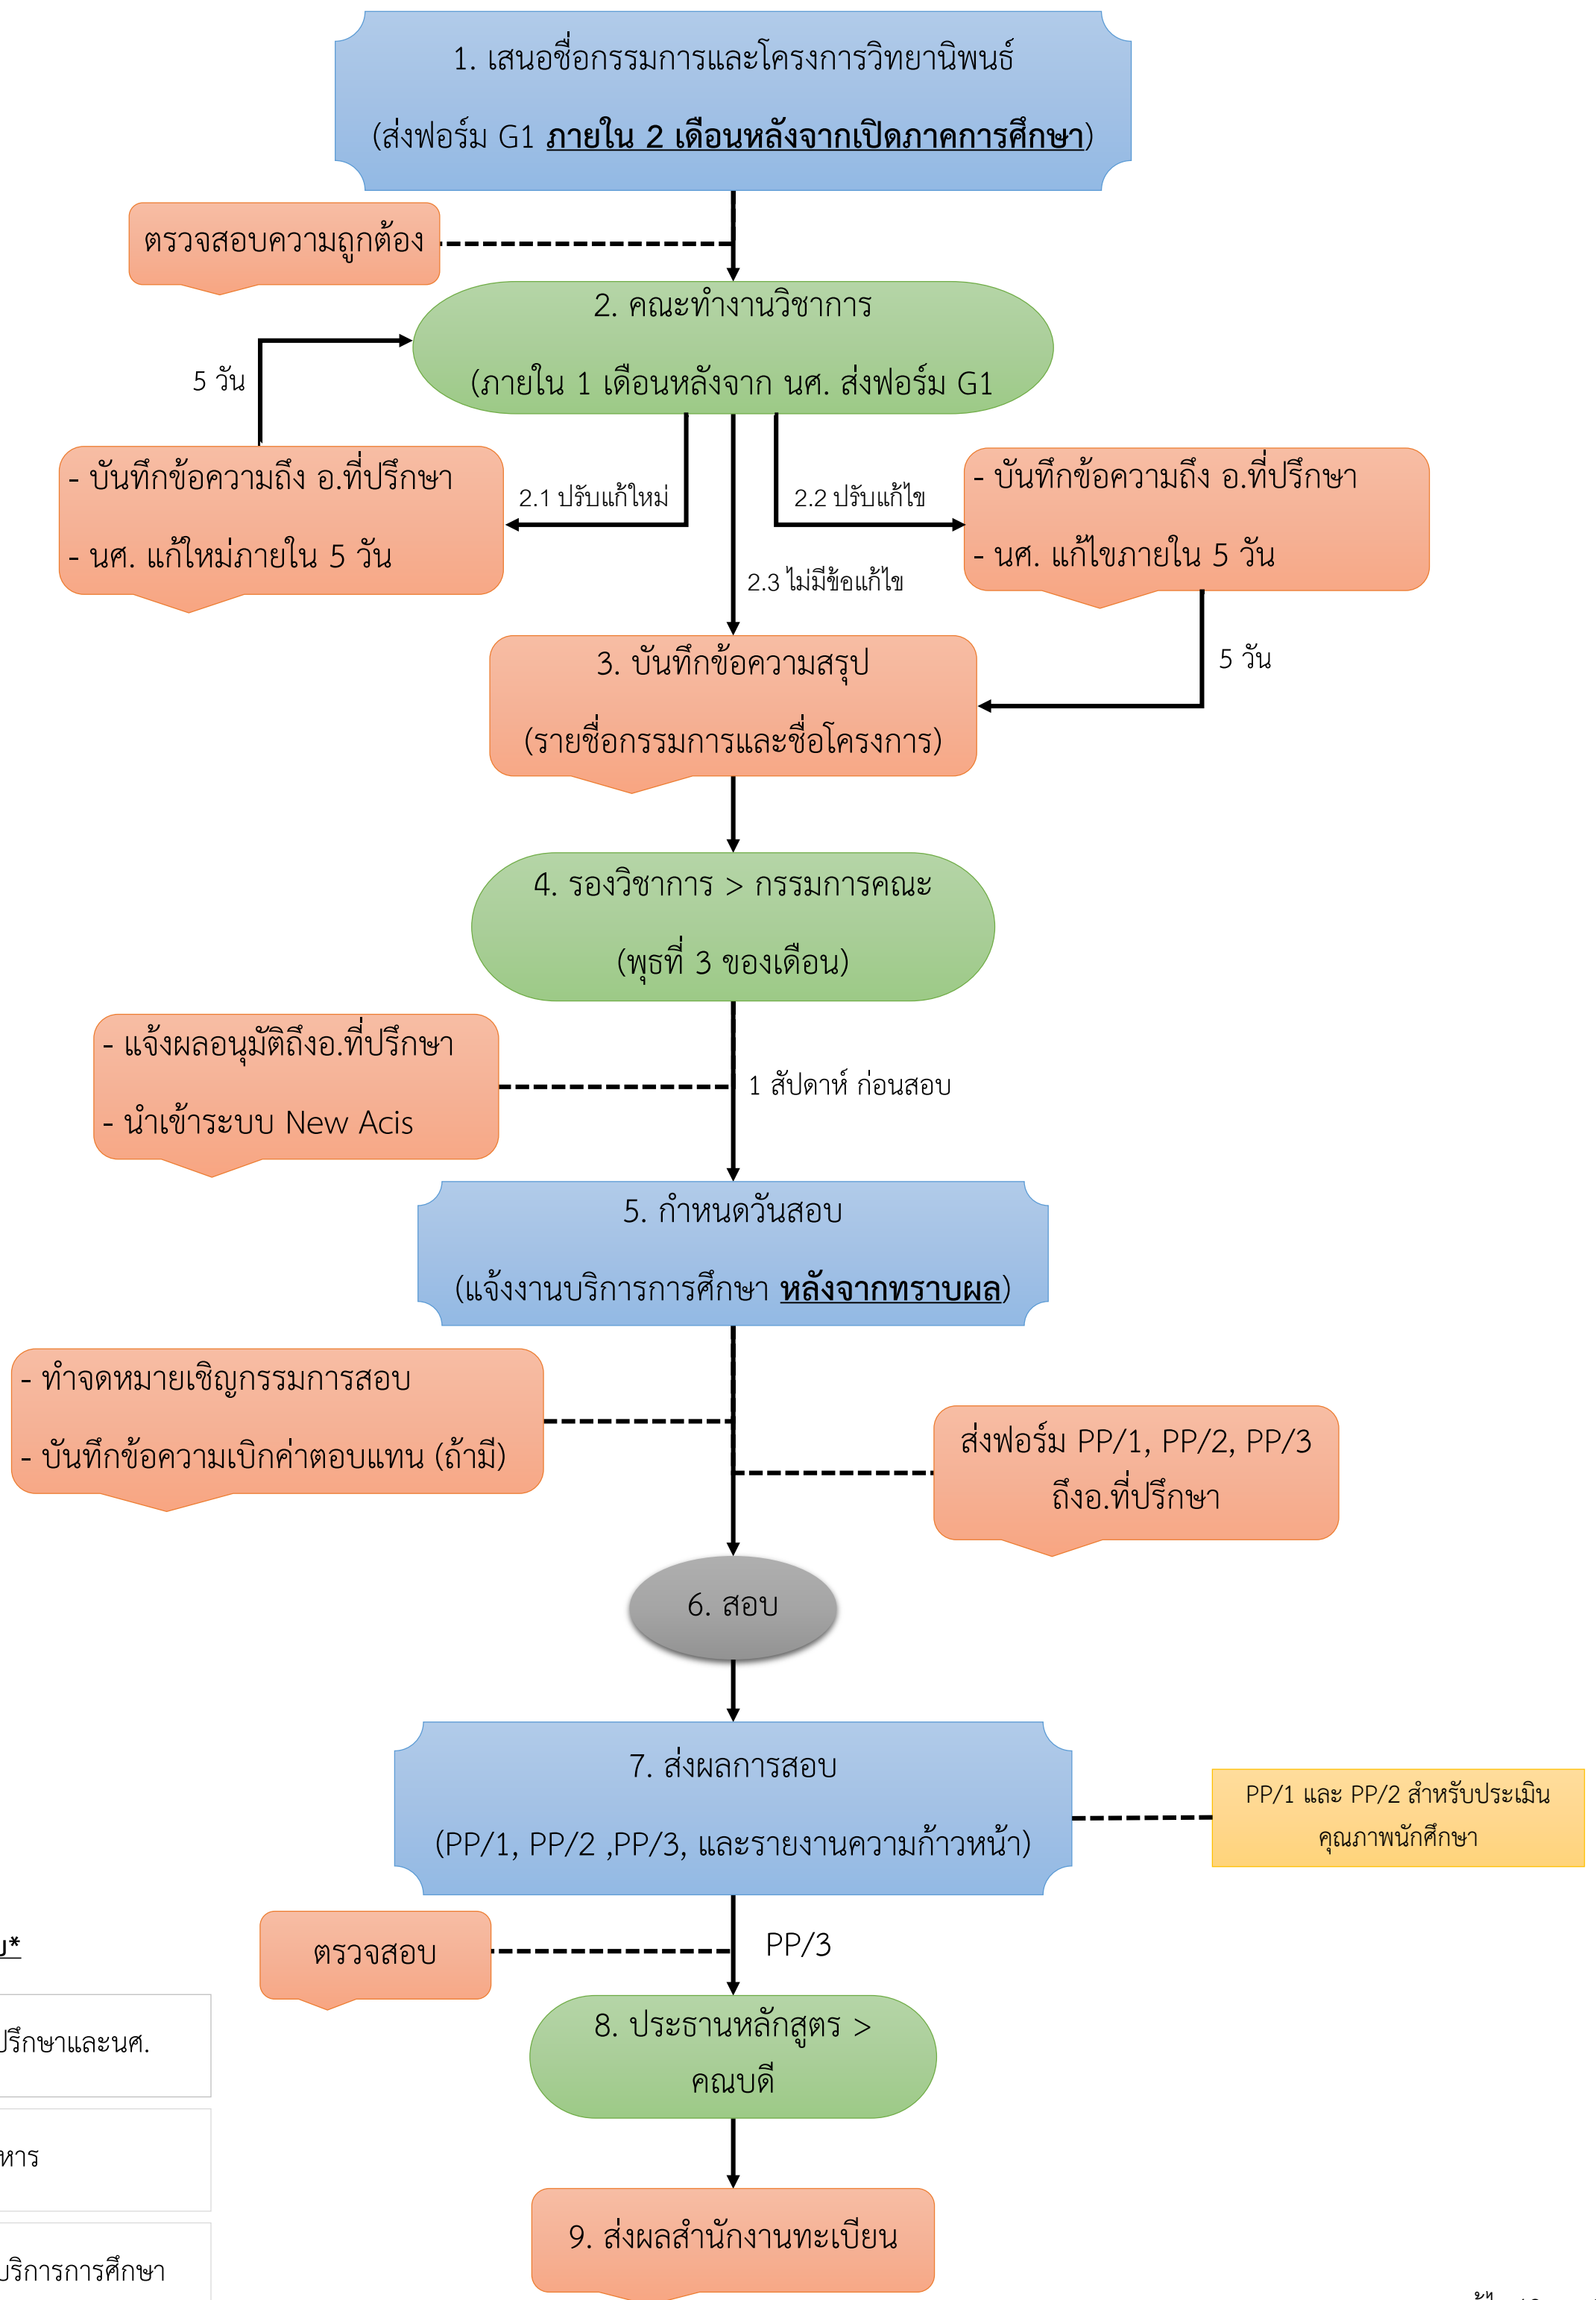 1. เสนอชื่อกรรมการและโครงการวิทยานิพนธ์
(ส่งฟอร์ม G1 ภายใน 2 เดือนหลังจากเปิดภาคการศึกษา)
ตรวจสอบความถูกต้อง
2. คณะทำงานวิชาการ
(ภายใน 1 เดือนหลังจาก นศ. ส่งฟอร์ม G1
5 วัน
- บันทึกข้อความถึง อ.ที่ปรึกษา
- นศ. แก้ใหม่ภายใน 5 วัน
2.1 ปรับแก้ใหม่
2.2 ปรับแก้ไข
- บันทึกข้อความถึง อ.ที่ปรึกษา
- นศ. แก้ไขภายใน 5 วัน
2.3 ไม่มีข้อแก้ไข
5 วัน
3. บันทึกข้อความสรุป
(รายชื่อกรรมการและชื่อโครงการ)
4. รองวิชาการ > กรรมการคณะ
(พุธที่ 3 ของเดือน)
- แจ้งผลอนุมัติถึงอ.ที่ปรึกษา
- นำเข้าระบบ New Acis
1 สัปดาห์ ก่อนสอบ
5. กำหนดวันสอบ
(แจ้งงานบริการการศึกษา หลังจากทราบผล)
- ทำจดหมายเชิญกรรมการสอบ
- บันทึกข้อความเบิกค่าตอบแทน (ถ้ามี)
ส่งฟอร์ม PP/1, PP/2, PP/3
ถึงอ.ที่ปรึกษา
6. สอบ
7. ส่งผลการสอบ
(PP/1, PP/2 ,PP/3, และรายงานความก้าวหน้า)
PP/1 และ PP/2 สำหรับประเมิน
คุณภาพนักศึกษา
ตรวจสอบ
PP/3
8. ประธานหลักสูตร >
คณบดี
9. ส่งผลสำนักงานทะเบียน
บ*
ปรึกษาและนศ.
หาร
บริการการศึกษา